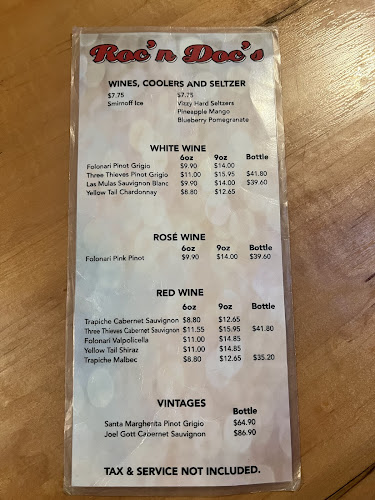 Roc'n Doc's
WINES, COOLERS AND SELTZER
$7.75 $7.75
Smirnoff Ice Vizzy Hard Seltzers
Pineapple Mango
Blueberry Pomagranate
WHITE WINE
6oz 9oz Bottle
Folonari Pinot Grigio $9.90 $14.00
Three Thieves Pinot Grigio $11.00 $15.95 $41.80
Las Mulas Sauvignon Blanc $9.90 $14.00 $39.60
Yellow Tail Chardonnay $8.80 $12.65
ROSÉ WINE
6oz 9oz Bottle
Folonari Pink Pinot $9.90 $14.00 $39.60
RED WINE
6oz 9oz Bottle
Trapiche Cabernet Sauvignon $8.80 $12.65
Three Thieves Cabernet Sauvignon $11.55 $15.95 $41.80
Folonari Valpolicella $11.00 $14.85
Yellow Tail Shiraz $11.00 $14.85
Trapiche Malbec $8.80 $12.65 $35.20
VINTAGES
Bottle
Santa Margherita Pinot Grigio $64.90
Joel Gott Cabernet Sauvignon $86.90
TAX & SERVICE NOT INCLUDED.